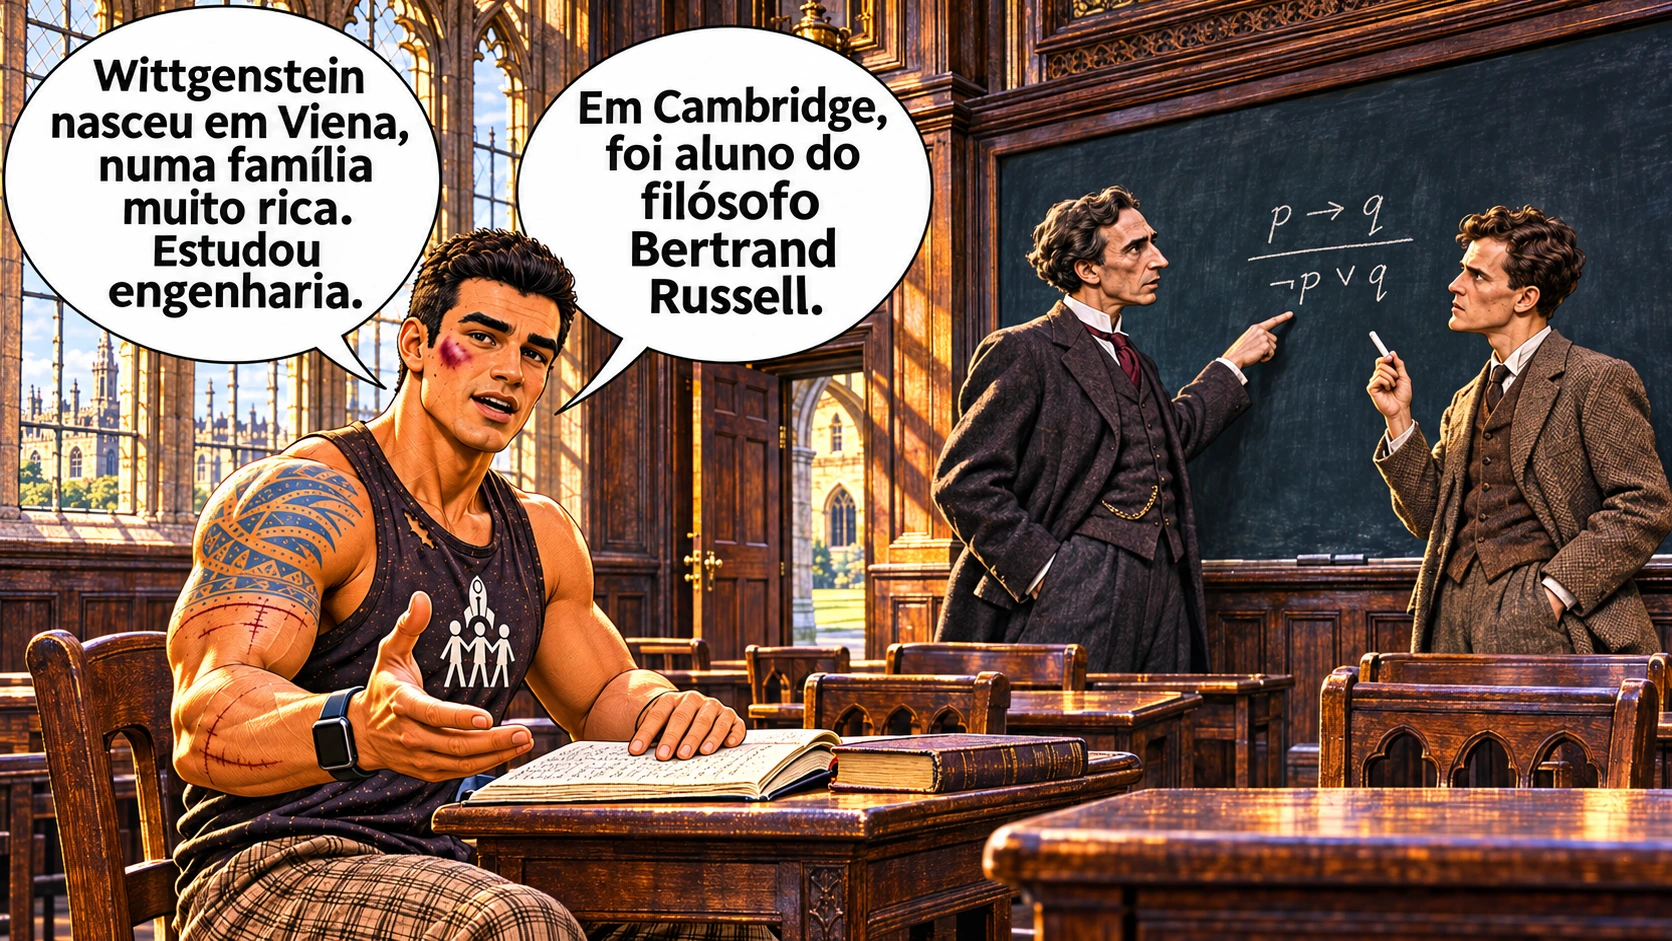 Wittgenstein
nasceu em Viena,
numa família
muito rica.
Estudou
engenharia.
Em Cambridge,
foi aluno do
filósofo
Bertrand
Russell.
p → q
¬p ∨ q